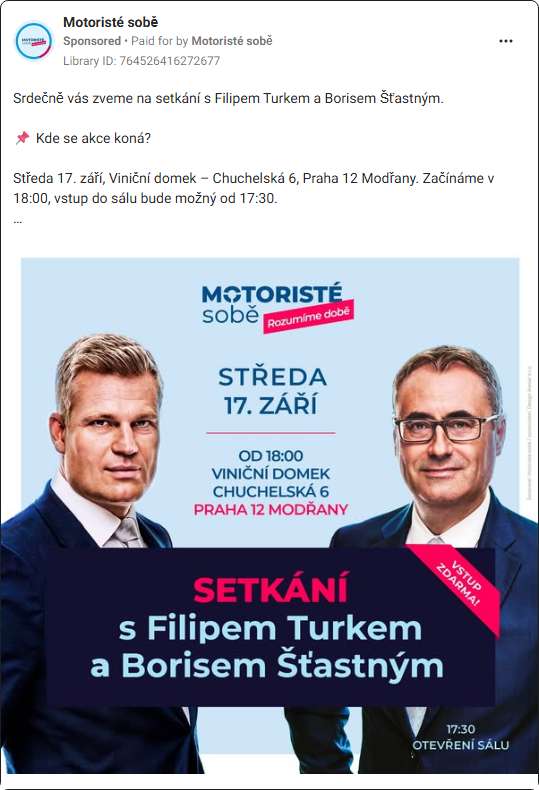 Motoristé sobě
Sponsored • Paid for by Motoristé sobě
Library ID: 764526416272677
Srdečně vás zveme na setkání s Filipem Turkem a Borisem Šťastným.
📌 Kde se akce koná?
Středa 17. září, Viniční domek – Chuchelská 6, Praha 12 Modřany. Začínáme v
18:00, vstup do sálu bude možný od 17:30.
...
MOTORISTÉ
sobě
Rozumíme době
STŘEDA
17. ZÁŘÍ
OD 18:00
VINIČNÍ DOMEK
CHUCHELSKÁ 6
PRAHA 12 MODŘANY
VSTUP
ZDARMA!
SETKÁNÍ
s Filipem Turkem
a Borisem Šťastným
17:30
OTEVŘENÍ SÁLU